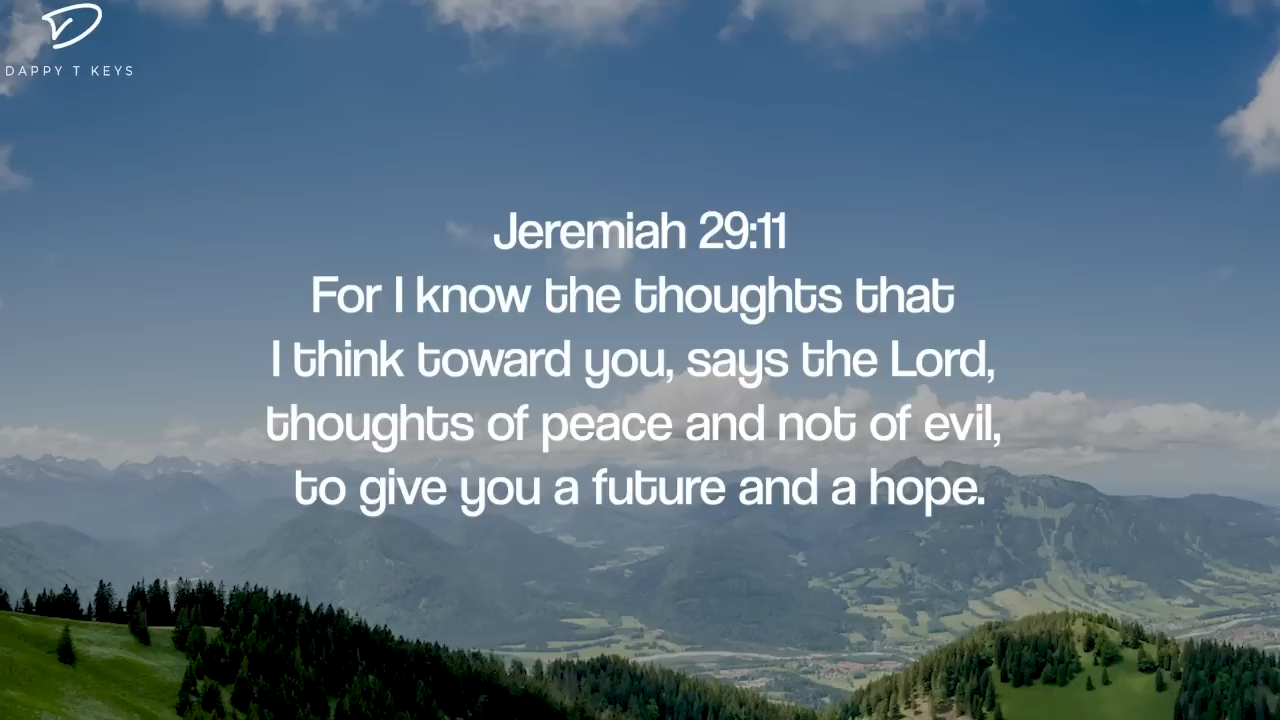 DAPPY T KEYS
Jeremiah 29:11
For I know the thoughts that
I think toward you, says the Lord,
thoughts of peace and not of evil,
to give you a future and a hope.